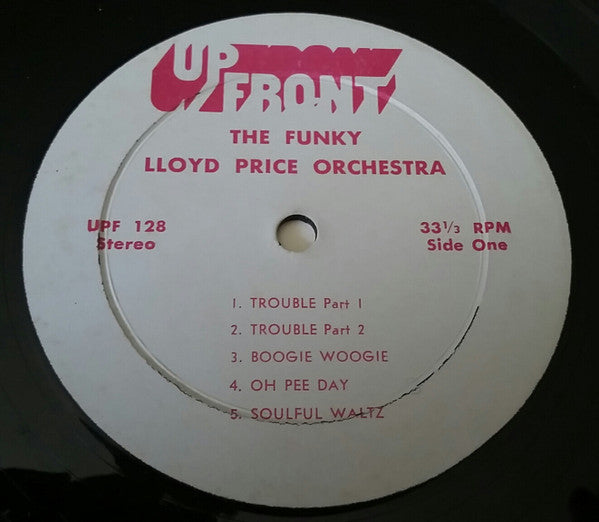 UP
FRONT
THE FUNKY
LLOYD PRICE ORCHESTRA
UPF 128
Stereo
33⅓ RPM
Side One
1. TROUBLE Part 1
2. TROUBLE Part 2
3. BOOGIE WOOGIE
4. OH PEE DAY
5. SOULFUL WALTZ